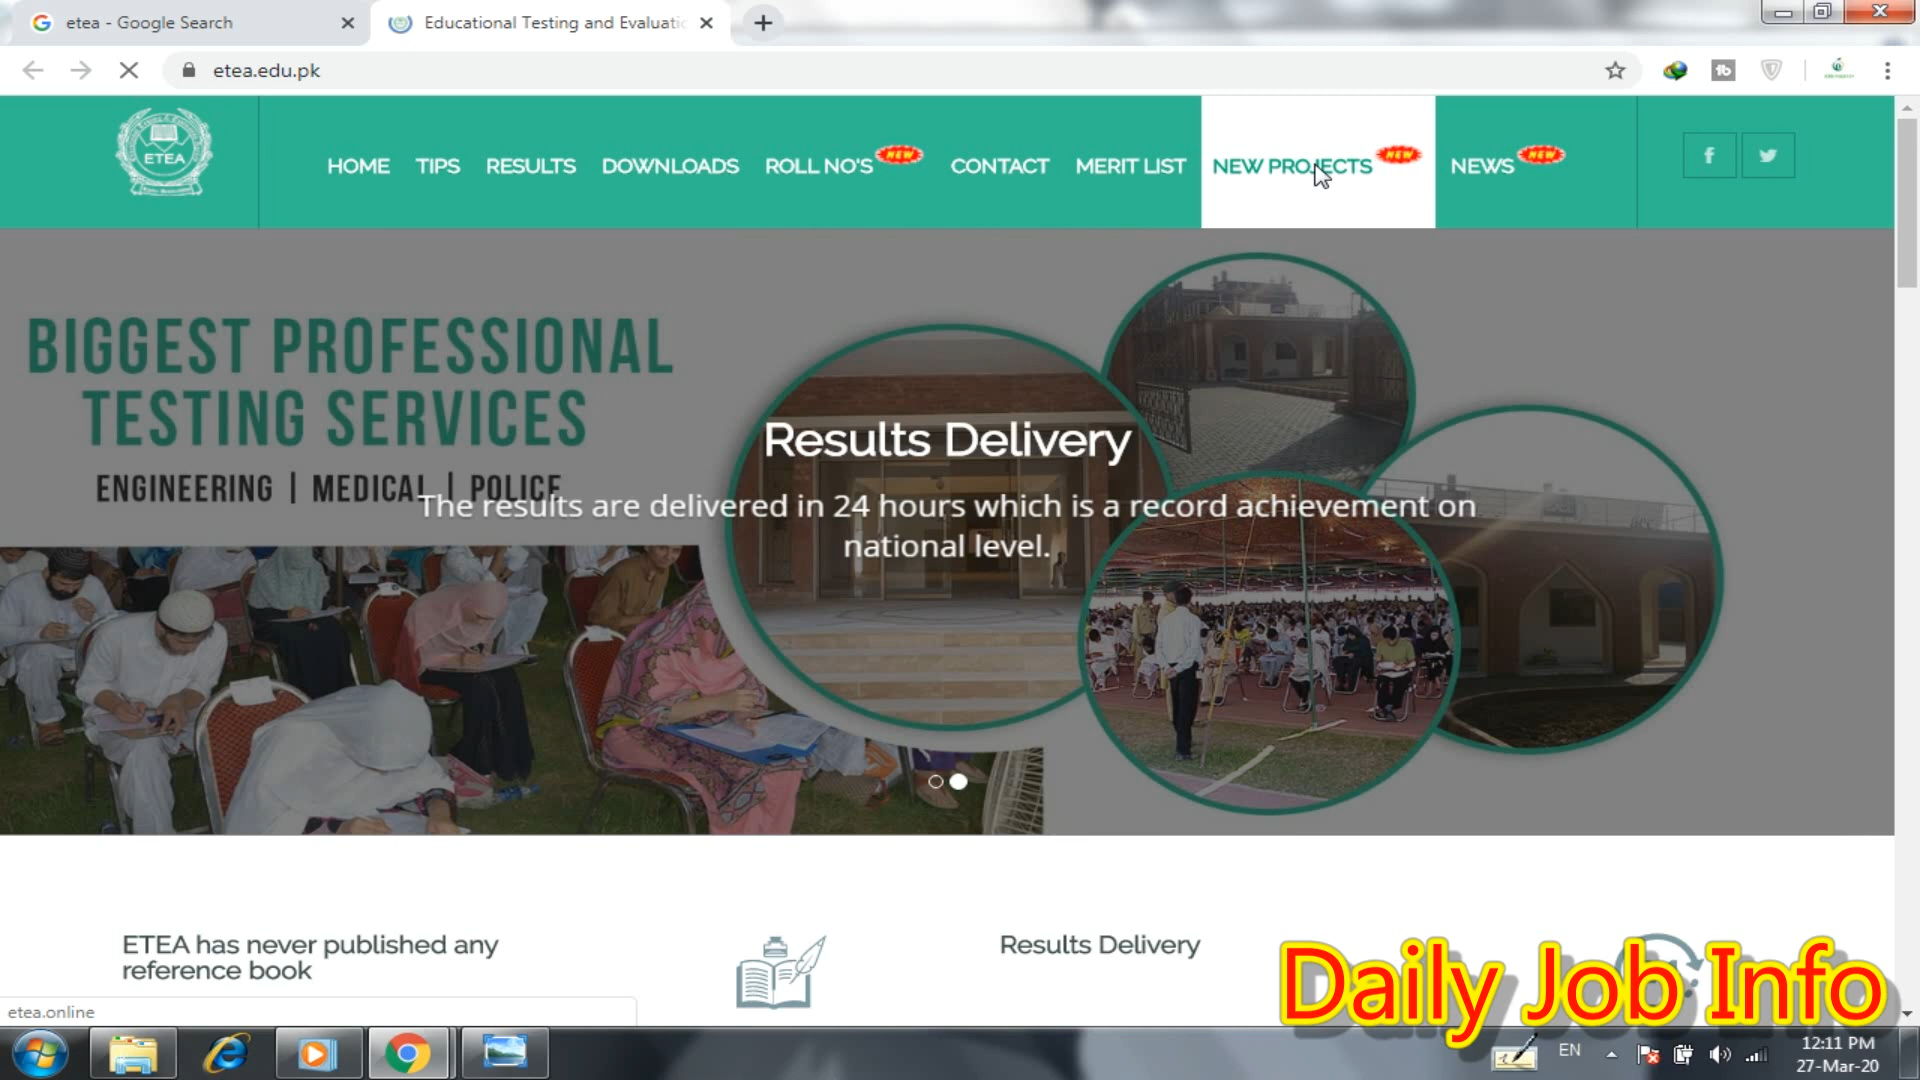 etea - Google Search
Educational Testing and Evaluatic
etea.edu.pk
ETEA
HOME
TIPS
RESULTS
DOWNLOADS
ROLL NO'S
NEW
CONTACT
MERIT LIST
NEW PROJECTS
NEW
NEWS
NEW
BIGGEST PROFESSIONAL
TESTING SERVICES
ENGINEERING | MEDICAL | POLICE
Results Delivery
The results are delivered in 24 hours which is a record achievement on
national level.
ETEA has never published any
reference book
Results Delivery
Daily Job Info
etea.online
EN
12:11 PM
27-Mar-20